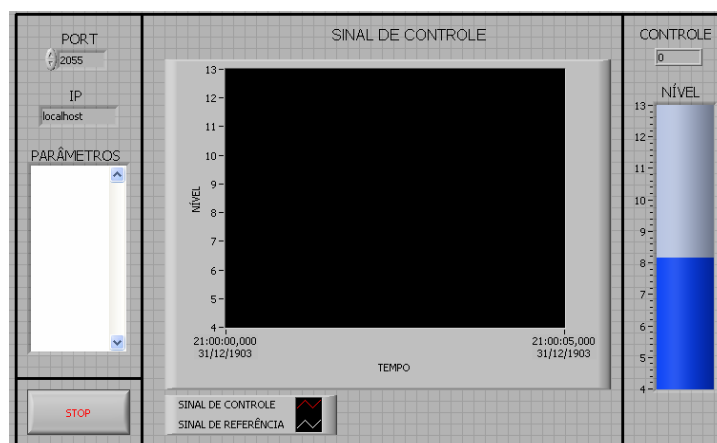 PORT
2055
IP
localhost
PARÂMETROS
STOP
SINAL DE CONTROLE
NÍVEL
13
12
11
10
9
8
7
6
5
4
21:00:00,000
31/12/1903
21:00:05,000
31/12/1903
TEMPO
SINAL DE CONTROLE
SINAL DE REFERÊNCIA
CONTROLE
0
NÍVEL
13
12
11
10
9
8
7
6
5
4